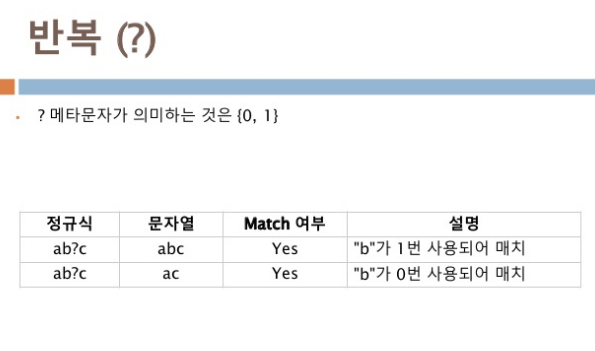 반복 (?)
? 메타문자가 의미하는 것은 {0, 1}
정규식 문자열 Match 여부 설명
ab?c abc Yes "b"가 1번 사용되어 매치
ab?c ac Yes "b"가 0번 사용되어 매치